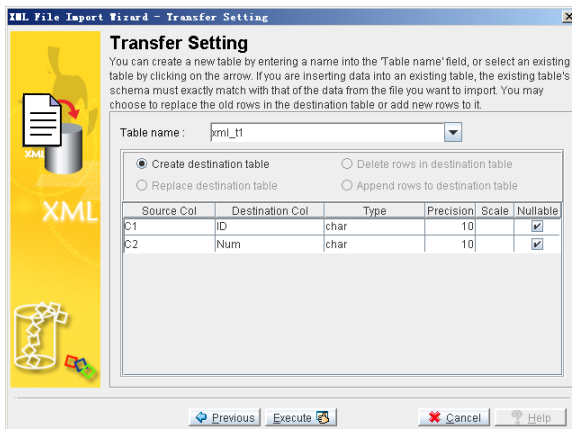 XML File Import Wizard - Transfer Setting
Transfer Setting
You can create a new table by entering a name into the 'Table name' field, or select an existing
table by clicking on the arrow. If you are inserting data into an existing table, the existing table's
schema must exactly match with that of the data from the file you want to import. You may
choose to replace the old rows in the destination table or add new rows to it.
Table name : xml_t1
Create destination table Delete rows in destination table
Replace destination table Append rows to destination table
Source Col Destination Col Type Precision Scale Nullable
C1 ID char 10
C2 Num char 10
XML
XML
Previous Execute Cancel Help